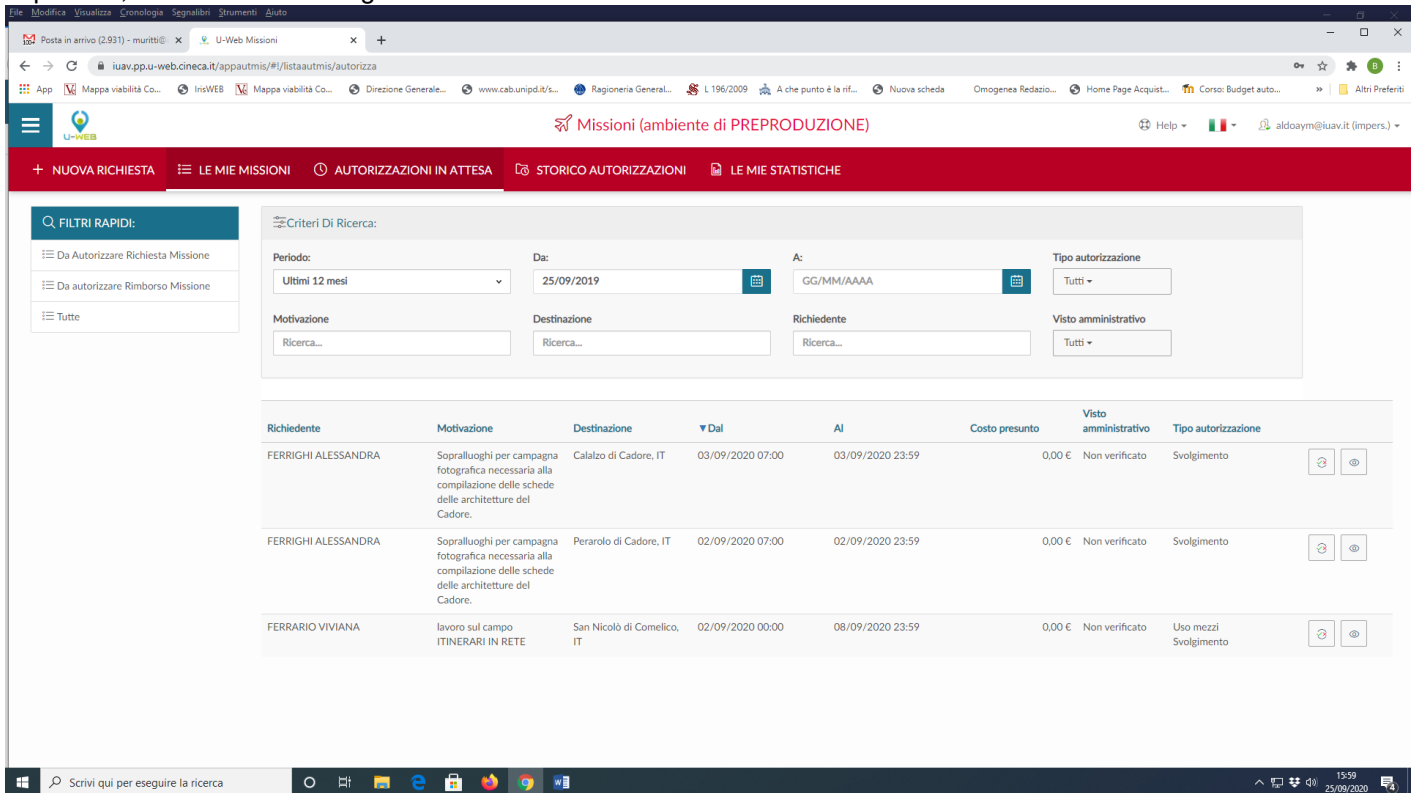 File Modifica Visualizza Cronologia Segnalibri Strumenti Aiuto
Posta in arrivo (2.931) - muritti@
U-Web Missioni
iuav.pp.u-web.cineca.it/appautmis/#!/listaautmis/autorizza
App Mappa viabilità Co... IrisWEB Mappa viabilità Co... Direzione Generale... www.cab.unipd.it/s... Ragioneria General... L 196/2009 A che punto è la rif... Nuova scheda Omogenea Redazio... Home Page Acquist... Corso: Budget auto... » Altri Preferiti
U-WEB
Missioni (ambiente di PREPRODUZIONE)
Help
aldoaym@iuav.it (impers.)
+ NUOVA RICHIESTA LE MIE MISSIONI AUTORIZZAZIONI IN ATTESA STORICO AUTORIZZAZIONI LE MIE STATISTICHE
FILTRI RAPIDI:
Da Autorizzare Richiesta Missione
Da autorizzare Rimborso Missione
Tutte
Criteri Di Ricerca:
Periodo: Da: A: Tipo autorizzazione
Ultimi 12 mesi 25/09/2019 GG/MM/AAAA Tutti
Motivazione Destinazione Richiedente Visto amministrativo
Ricerca... Ricerca... Ricerca... Tutti
Richiedente Motivazione Destinazione ▼Dal Al Costo presunto Visto amministrativo Tipo autorizzazione
FERRIGHI ALESSANDRA Sopralluoghi per campagna Calalzo di Cadore, IT 03/09/2020 07:00 03/09/2020 23:59 0,00 € Non verificato Svolgimento
fotografica necessaria alla
compilazione delle schede
delle architetture del
Cadore.
FERRIGHI ALESSANDRA Sopralluoghi per campagna Perarolo di Cadore, IT 02/09/2020 07:00 02/09/2020 23:59 0,00 € Non verificato Svolgimento
fotografica necessaria alla
compilazione delle schede
delle architetture del
Cadore.
FERRARIO VIVIANA lavoro sul campo San Nicolò di Comelico, 02/09/2020 00:00 08/09/2020 23:59 0,00 € Non verificato Uso mezzi
ITINERARI IN RETE IT Svolgimento
Scrivi qui per eseguire la ricerca
15:59
25/09/2020